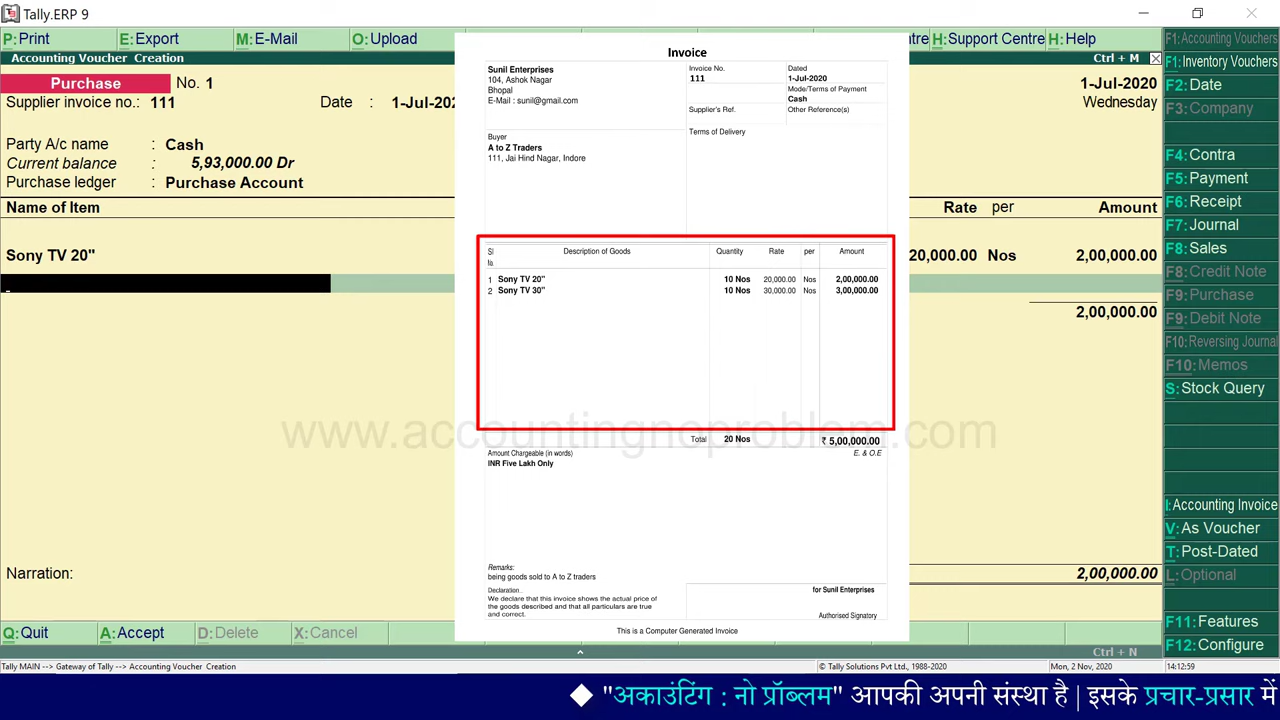 Tally.ERP 9
P:Print E:Export M:E-Mail O:Upload H:Support Centre H:Help
Accounting Voucher Creation Ctrl + M
Purchase No. 1 1-Jul-2020
Supplier invoice no.: 111 Date : 1-Jul-202 Wednesday
Party A/c name : Cash
Current balance : 5,93,000.00 Dr
Purchase ledger : Purchase Account
Name of Item Rate per Amount
Sony TV 20" 20,000.00 Nos 2,00,000.00
2,00,000.00
Narration: 2,00,000.00
Invoice
Sunil Enterprises
104, Ashok Nagar
Bhopal
E-Mail : sunil@gmail.com
Invoice No.
111
Dated
1-Jul-2020
Mode/Terms of Payment
Cash
Supplier's Ref. Other Reference(s)
Buyer
A to Z Traders
111, Jai Hind Nagar, Indore
Terms of Delivery
Sl Description of Goods Quantity Rate per Amount
1 Sony TV 20" 10 Nos 20,000.00 Nos 2,00,000.00
2 Sony TV 30" 10 Nos 30,000.00 Nos 3,00,000.00
Total 20 Nos ₹ 5,00,000.00
Amount Chargeable (in words) E. & O.E
INR Five Lakh Only
Remarks:
being goods sold to A to Z traders
Declaration
We declare that this invoice shows the actual price of
the goods described and that all particulars are true
and correct.
for Sunil Enterprises
Authorised Signatory
This is a Computer Generated Invoice
www.accountingnoproblem.com
F1:Accounting Vouchers
F1:Inventory Vouchers
F2:Date
F3:Company
F4:Contra
F5:Payment
F6:Receipt
F7:Journal
F8:Sales
F8:Credit Note
F9:Purchase
F9:Debit Note
F10:Reversing Journal
F10:Memos
S:Stock Query
I:Accounting Invoice
V:As Voucher
T:Post-Dated
L:Optional
F11:Features
F12:Configure
Q:Quit A:Accept D:Delete X:Cancel
Ctrl + N
Tally MAIN --> Gateway of Tally --> Accounting Voucher Creation © Tally Solutions Pvt Ltd., 1988-2020 Mon, 2 Nov, 2020 14:12:59
◆ "अकाउंटिंग : नो प्रॉब्लम" आपकी अपनी संस्था है | इसके प्रचार-प्रसार में